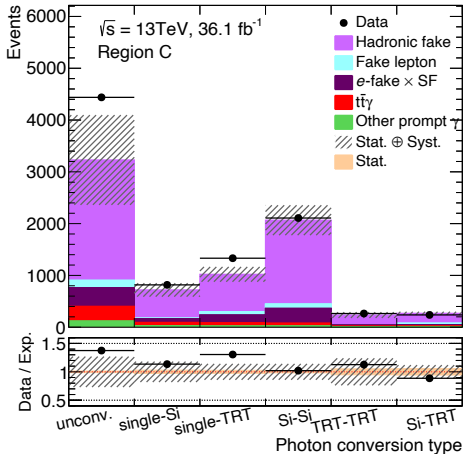 Events
6000
5000
4000
3000
2000
1000
0
√s = 13TeV, 36.1 fb⁻¹
Region C
Data
Hadronic fake
Fake lepton
e-fake × SF
tt̄γ
Other prompt γ
Stat. ⊕ Syst.
Stat.
Data / Exp.
1.5
1
0.5
unconv.
single-Si
single-TRT
Si-Si
TRT-TRT
Si-TRT
Photon conversion type